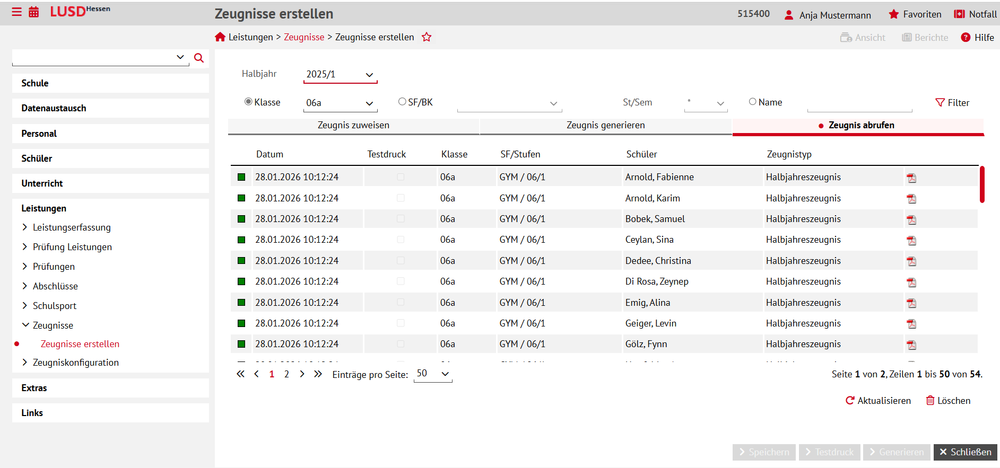 LUSD Hessen
Zeugnisse erstellen
515400 Anja Mustermann Favoriten Notfall
Leistungen > Zeugnisse > Zeugnisse erstellen
Ansicht Berichte Hilfe
Schule
Datenaustausch
Personal
Schüler
Unterricht
Leistungen
Leistungserfassung
Prüfung Leistungen
Prüfungen
Abschlüsse
Schulsport
Zeugnisse
Zeugnisse erstellen
Zeugniskonfiguration
Extras
Links
Halbjahr 2025/1
Klasse 06a SF/BK St/Sem * Name Filter
Zeugnis zuweisen Zeugnis generieren Zeugnis abrufen
Datum Testdruck Klasse SF/Stufen Schüler Zeugnistyp
28.01.2026 10:12:24 06a GYM / 06/1 Arnold, Fabienne Halbjahreszeugnis
28.01.2026 10:12:24 06a GYM / 06/1 Arnold, Karim Halbjahreszeugnis
28.01.2026 10:12:24 06a GYM / 06/1 Bobek, Samuel Halbjahreszeugnis
28.01.2026 10:12:24 06a GYM / 06/1 Ceylan, Sina Halbjahreszeugnis
28.01.2026 10:12:24 06a GYM / 06/1 Dedee, Christina Halbjahreszeugnis
28.01.2026 10:12:24 06a GYM / 06/1 Di Rosa, Zeynep Halbjahreszeugnis
28.01.2026 10:12:24 06a GYM / 06/1 Emig, Alina Halbjahreszeugnis
28.01.2026 10:12:24 06a GYM / 06/1 Geiger, Levin Halbjahreszeugnis
28.01.2026 10:12:24 06a GYM / 06/1 Gölz, Fynn Halbjahreszeugnis
« < 1 2 > » Einträge pro Seite: 50 Seite 1 von 2, Zeilen 1 bis 50 von 54.
Aktualisieren Löschen
Speichern Testdruck Generieren Schließen